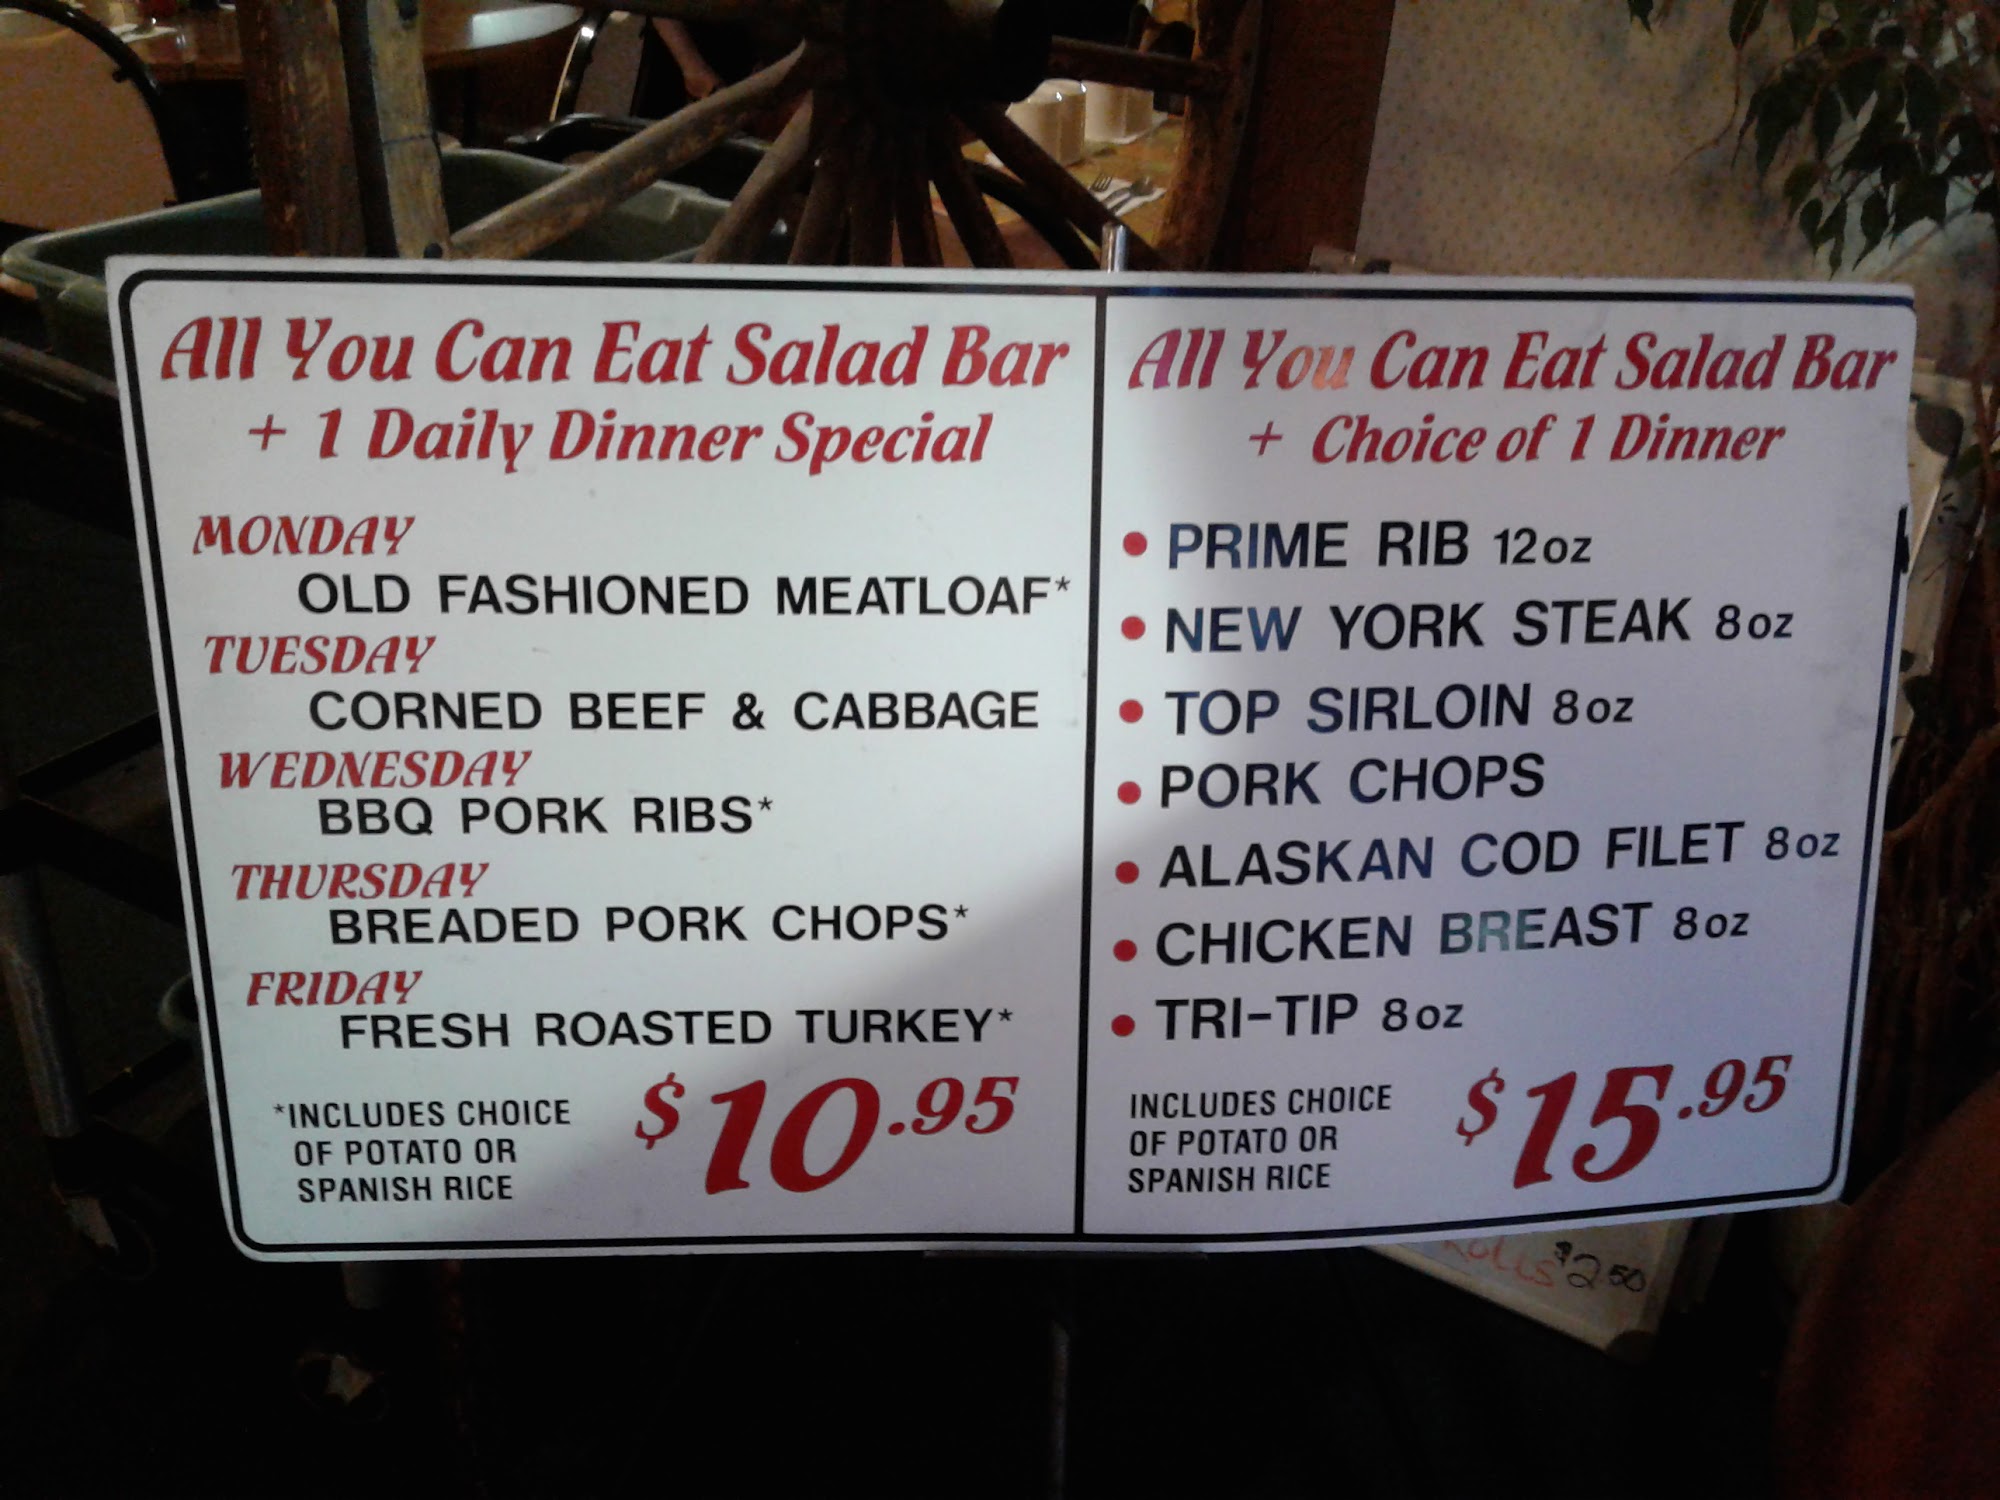 All You Can Eat Salad Bar
+ 1 Daily Dinner Special
MONDAY
OLD FASHIONED MEATLOAF*
TUESDAY
CORNED BEEF & CABBAGE
WEDNESDAY
BBQ PORK RIBS*
THURSDAY
BREADED PORK CHOPS*
FRIDAY
FRESH ROASTED TURKEY*
*INCLUDES CHOICE
OF POTATO OR
SPANISH RICE
$10.95
All You Can Eat Salad Bar
+ Choice of 1 Dinner
• PRIME RIB 12oz
• NEW YORK STEAK 8oz
• TOP SIRLOIN 8oz
• PORK CHOPS
• ALASKAN COD FILET 8oz
• CHICKEN BREAST 8oz
• TRI-TIP 8oz
INCLUDES CHOICE
OF POTATO OR
SPANISH RICE
$15.95
ROLLS $2.50